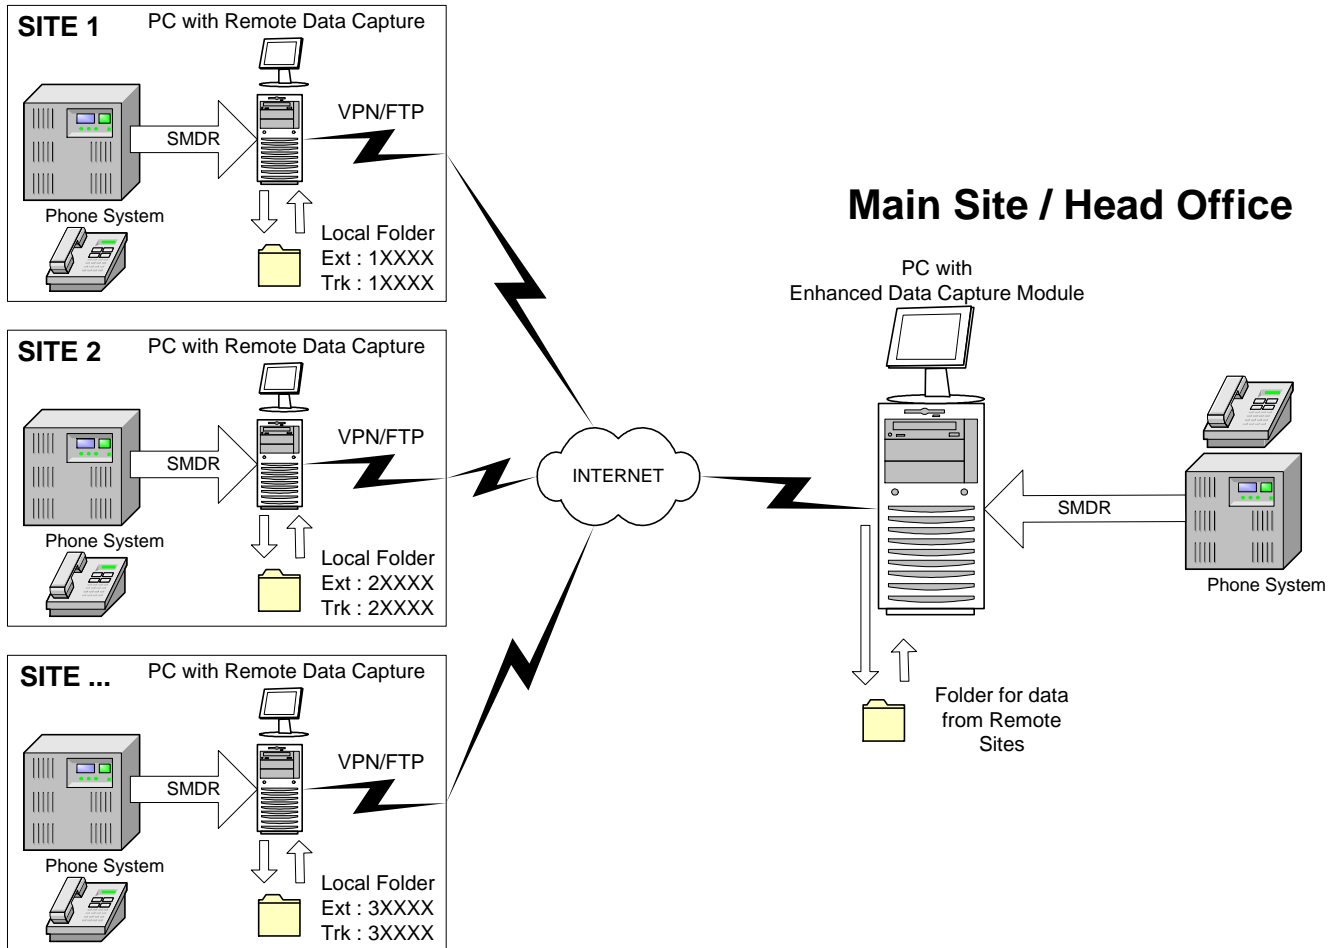 SITE 1
PC with Remote Data Capture
VPN/FTP
SMDR
Phone System
Local Folder
Ext : 1XXXX
Trk : 1XXXX
SITE 2
PC with Remote Data Capture
VPN/FTP
SMDR
Phone System
Local Folder
Ext : 2XXXX
Trk : 2XXXX
SITE ...
PC with Remote Data Capture
VPN/FTP
SMDR
Phone System
Local Folder
Ext : 3XXXX
Trk : 3XXXX
INTERNET
Main Site / Head Office
PC with
Enhanced Data Capture Module
SMDR
Phone System
Folder for data
from Remote
Sites